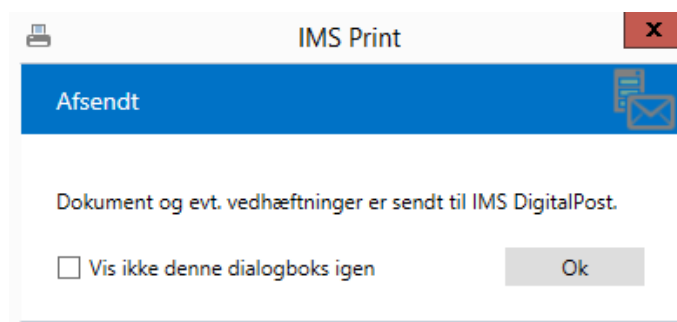 IMS Print
x
Afsendt
Dokument og evt. vedhæftninger er sendt til IMS DigitalPost.
Vis ikke denne dialogboks igen
Ok